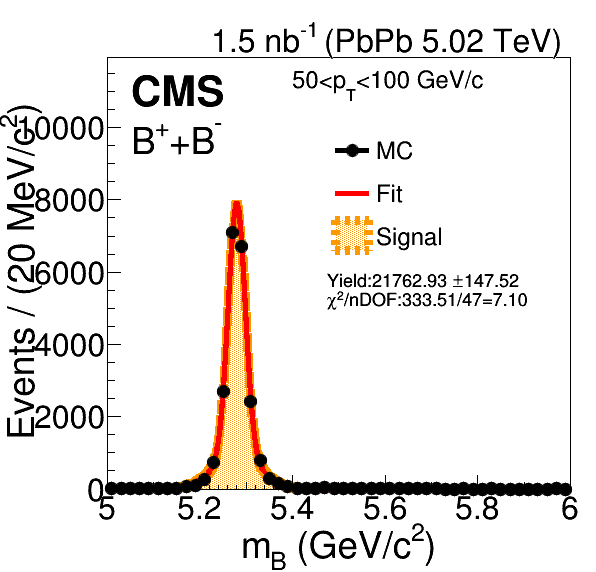 1.5 nb⁻¹ (PbPb 5.02 TeV)
CMS
50<p_T<100 GeV/c
B⁺+B⁻
MC
Fit
Signal
Yield:21762.93 ±147.52
χ²/nDOF:333.51/47=7.10
Events / (20 MeV/c²)
10000
8000
6000
4000
2000
0
5 5.2 5.4 5.6 5.8 6
m_B (GeV/c²)